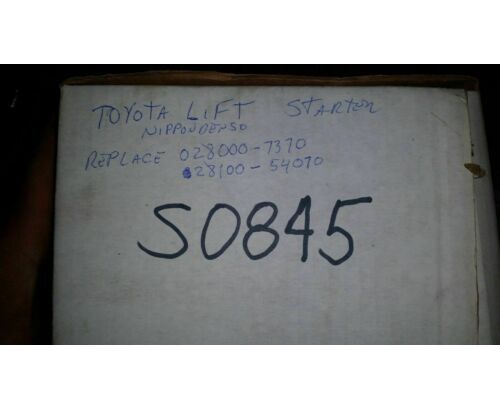 TOYOTA LIFT STARTER
NIPPONDENSO
REPLACE 028000-7370
28100-54070
S0845